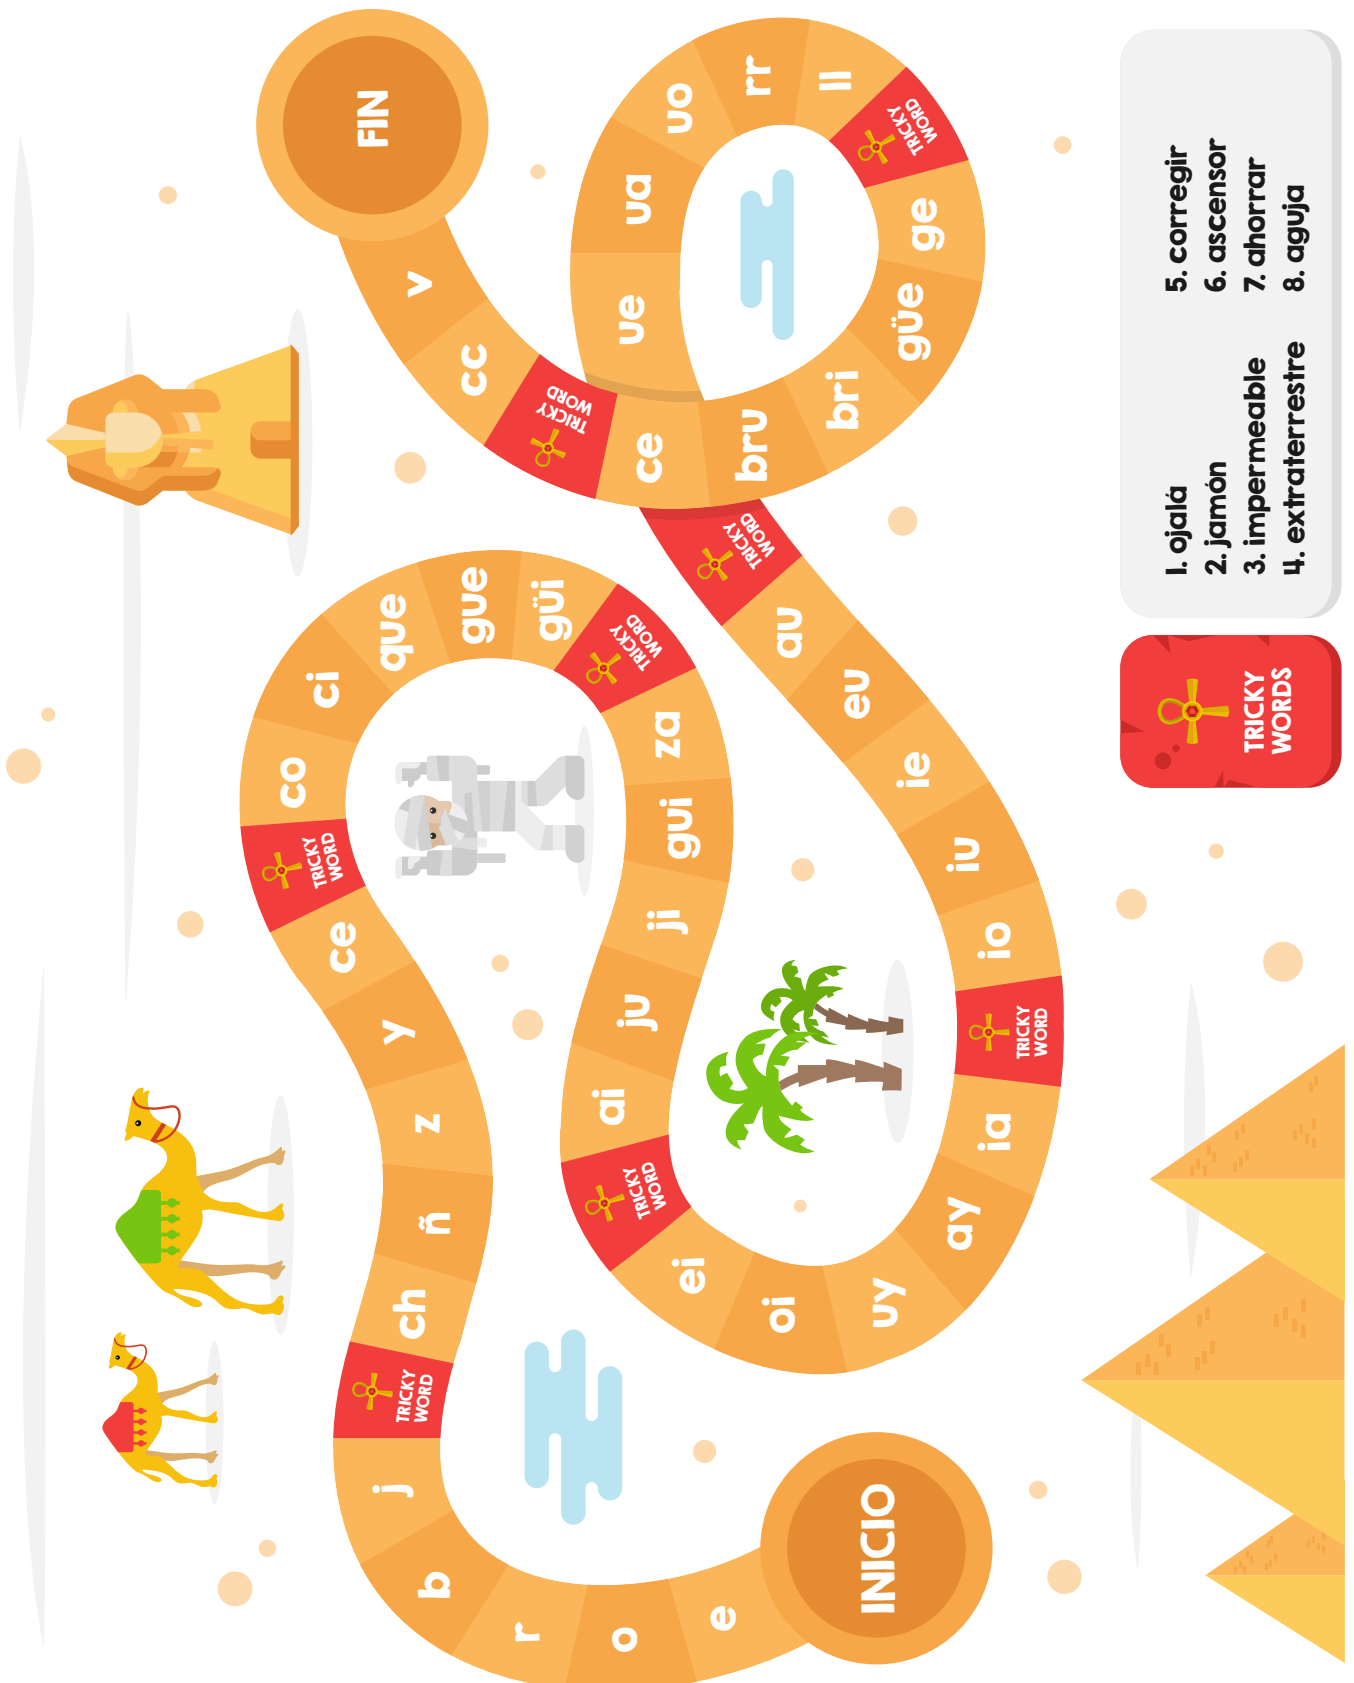 INICIO
e
o
r
b
j
TRICKY
WORD
ch
ñ
z
y
ce
TRICKY
WORD
co
ci
que
gue
güi
TRICKY
WORD
za
gui
ji
ju
ai
TRICKY
WORD
ei
oi
uy
ay
ia
TRICKY
WORD
io
iu
ie
eu
au
TRICKY
WORD
ue
ua
uo
rr
ll
TRICKY
WORD
ge
güe
bri
bru
ce
TRICKY
WORD
cc
v
FIN
TRICKY
WORDS
1. ojalá
2. jamón
3. impermeable
4. extraterrestre
5. corregir
6. ascensor
7. ahorrar
8. aguja